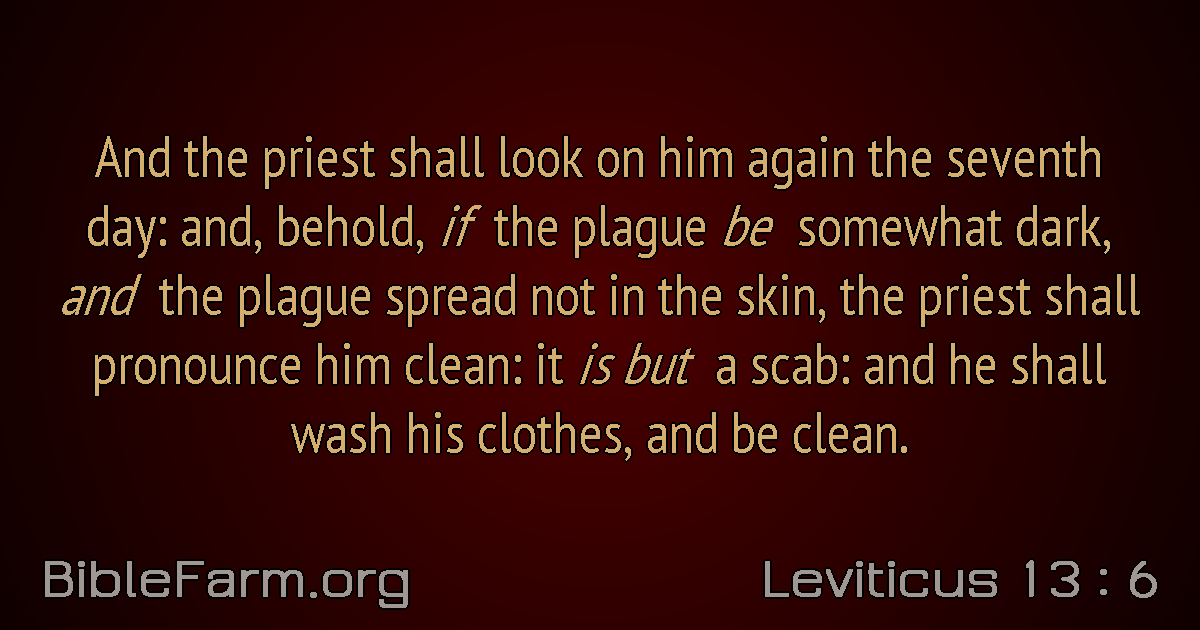 And the priest shall look on him again the seventh
day: and, behold, if the plague be somewhat dark,
and the plague spread not in the skin, the priest shall
pronounce him clean: it is but a scab: and he shall
wash his clothes, and be clean.
BibleFarm.org
Leviticus 13 : 6